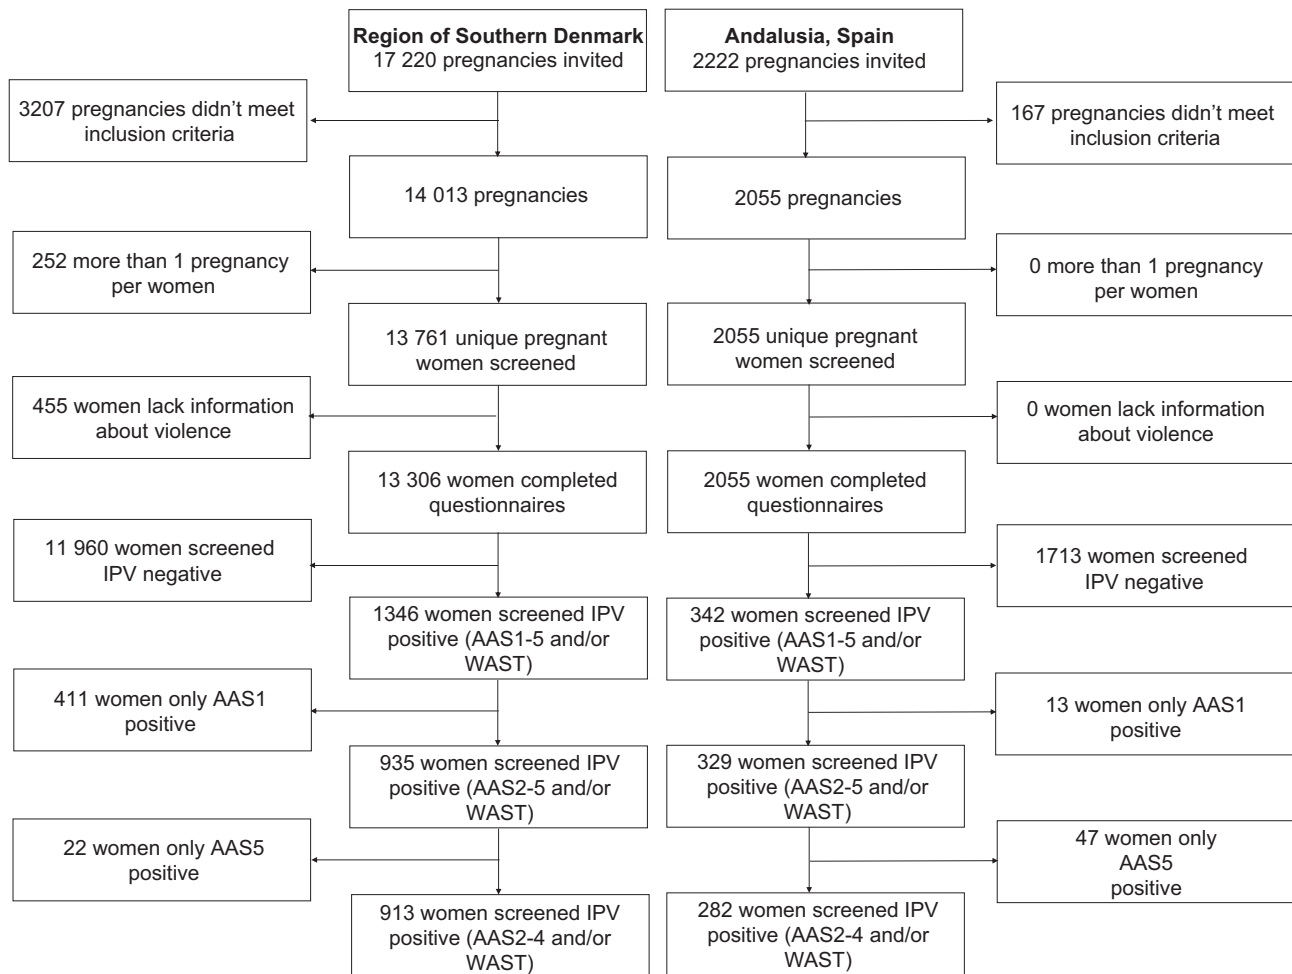 Region of Southern Denmark
17 220 pregnancies invited
Andalusia, Spain
2222 pregnancies invited
3207 pregnancies didn’t meet
inclusion criteria
167 pregnancies didn’t meet
inclusion criteria
14 013 pregnancies
2055 pregnancies
252 more than 1 pregnancy
per women
0 more than 1 pregnancy
per women
13 761 unique pregnant
women screened
2055 unique pregnant
women screened
455 women lack information
about violence
0 women lack information
about violence
13 306 women completed
questionnaires
2055 women completed
questionnaires
11 960 women screened
IPV negative
1713 women screened
IPV negative
1346 women screened IPV
positive (AAS1-5 and/or
WAST)
342 women screened IPV
positive (AAS1-5 and/or
WAST)
411 women only AAS1
positive
13 women only AAS1
positive
935 women screened IPV
positive (AAS2-5 and/or
WAST)
329 women screened IPV
positive (AAS2-5 and/or
WAST)
22 women only AAS5
positive
47 women only
AAS5
positive
913 women screened IPV
positive (AAS2-4 and/or
WAST)
282 women screened IPV
positive (AAS2-4 and/or
WAST)